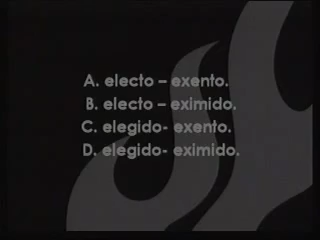 A. electo – exento.
B. electo – eximido.
C. elegido- exento.
D. elegido- eximido.